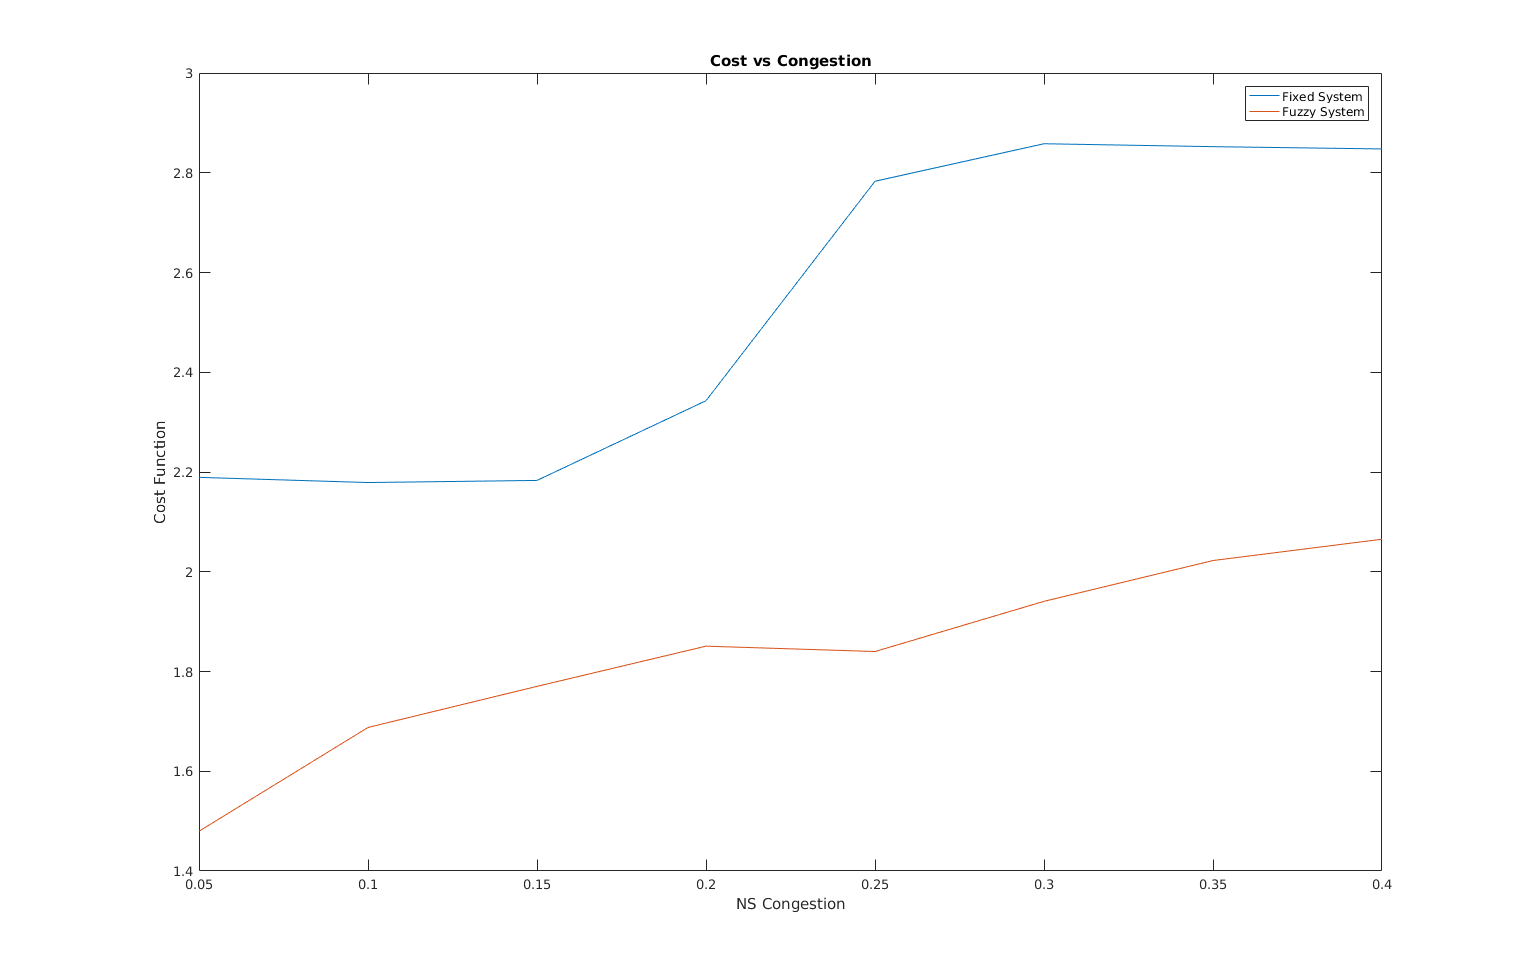 Cost vs Congestion
3
2.8
2.6
2.4
2.2
2
1.8
1.6
1.4
Cost Function
Fixed System
Fuzzy System
0.05 0.1 0.15 0.2 0.25 0.3 0.35 0.4
NS Congestion